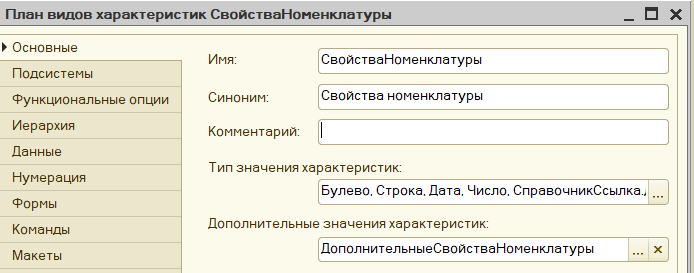 План видов характеристик СвойстваНоменклатуры
Основные
Подсистемы
Функциональные опции
Иерархия
Данные
Нумерация
Формы
Команды
Макеты
Имя: СвойстваНоменклатуры
Синоним: Свойства номенклатуры
Комментарий:
Тип значения характеристик:
Булево, Строка, Дата, Число, СправочникСсылка. ...
Дополнительные значения характеристик:
ДополнительныеСвойстваНоменклатуры ... ×